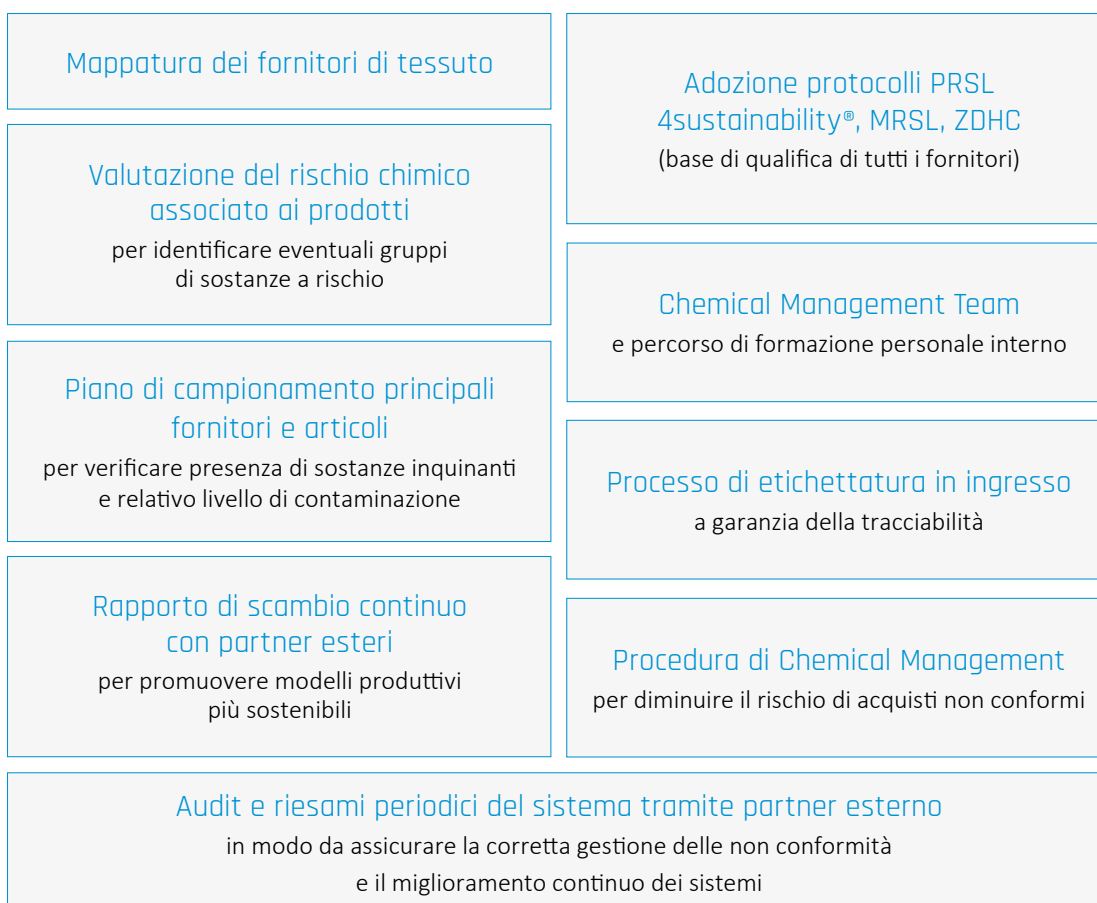 Mappatura dei fornitori di tessuto
Valutazione del rischio chimico
associato ai prodotti
per identificare eventuali gruppi
di sostanze a rischio
Piano di campionamento principali
fornitori e articoli
per verificare presenza di sostanze inquinanti
e relativo livello di contaminazione
Rapporto di scambio continuo
con partner esteri
per promuovere modelli produttivi
più sostenibili
Adozione protocolli PRSL
4sustainability®, MRSL, ZDHC
(base di qualifica di tutti i fornitori)
Chemical Management Team
e percorso di formazione personale interno
Processo di etichettatura in ingresso
a garanzia della tracciabilità
Procedura di Chemical Management
per diminuire il rischio di acquisti non conformi
Audit e riesami periodici del sistema tramite partner esterno
in modo da assicurare la corretta gestione delle non conformità
e il miglioramento continuo dei sistemi